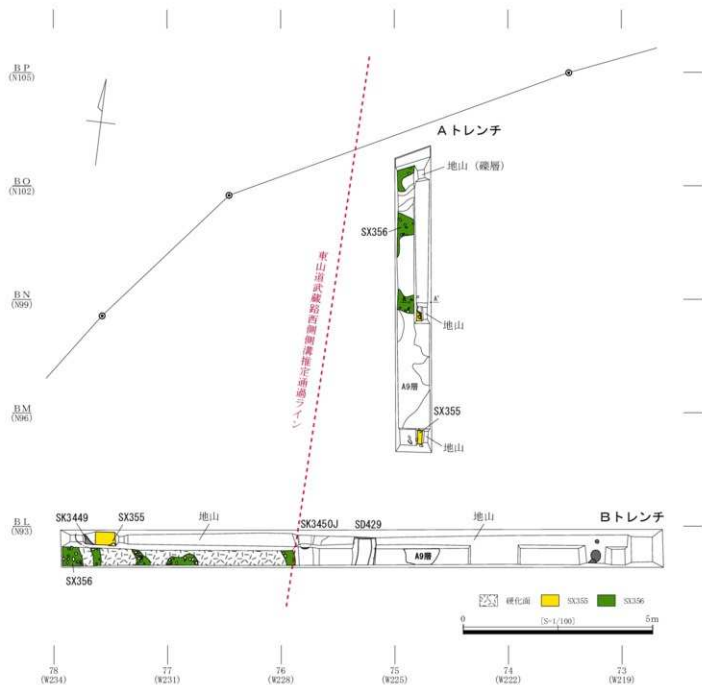 BP
(N105)
Aトレンチ
地山（礫層）
BO
(N102)
SX356
東山道武蔵路西側側溝推定通過ライン
BN
(N99)
K
地山
A9層
BM
(N96)
SX355
地山
BL
(N93)
SK3449
SX355
地山
SK3450J
SD429
地山
Bトレンチ
A9層
SX356
硬化面
SX355
SX356
0
[S=1/100]
5m
78
(W234)
77
(W231)
76
(W228)
75
(W225)
74
(W222)
73
(W219)